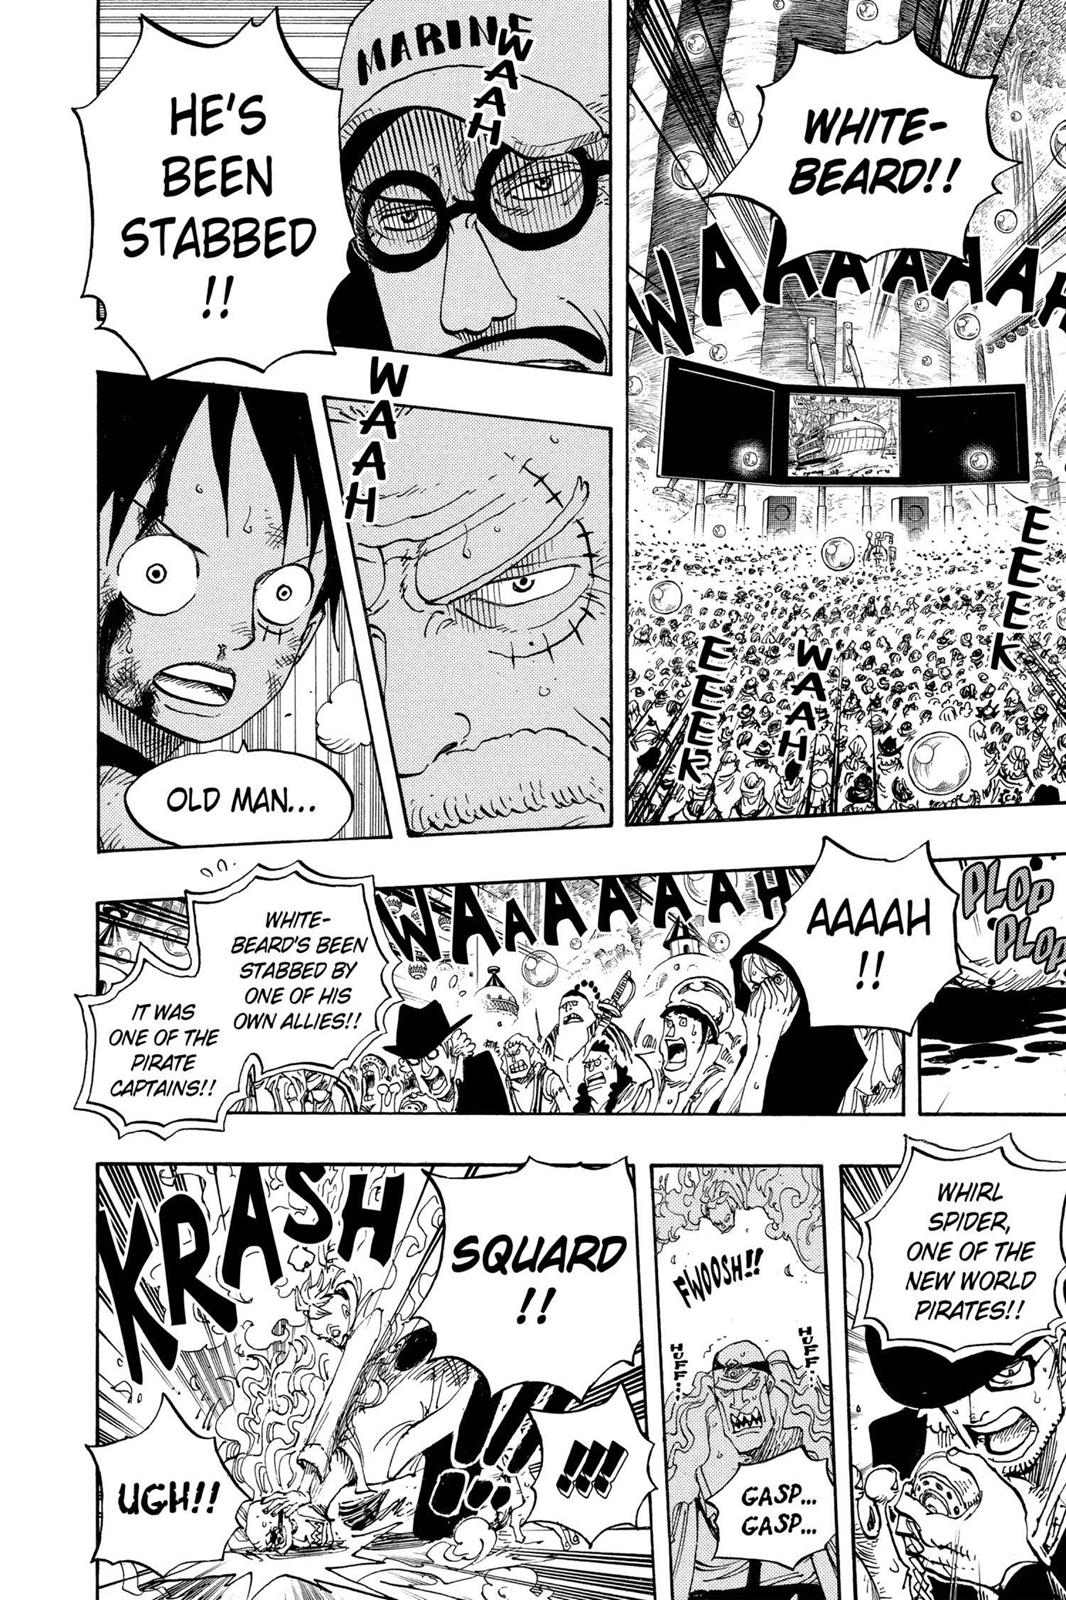 WHITE-
BEARD!!
WAAAAAAAH
EEEK
WAAH
EEEEK
MARINE
WAAH
HE'S
BEEN
STABBED
!!
WAAH
OLD MAN...
PLOP
PLOP
AAAAH
!!
WAAAAAAAH
WHITE-
BEARD'S BEEN
STABBED BY
ONE OF HIS
OWN ALLIES!!
IT WAS
ONE OF THE
PIRATE
CAPTAINS!!
WHIRL
SPIDER,
ONE OF THE
NEW WORLD
PIRATES!!
FWOOSH!!
HUFF...
HUFF...
GASP...
GASP...
SQUARD
!!
KRASH
!!
!!!
UGH!!